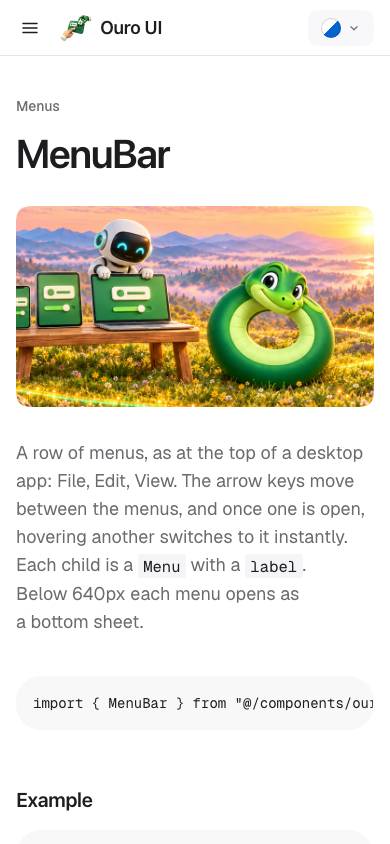 Ouro UI
Menus
MenuBar
A row of menus, as at the top of a desktop
app: File, Edit, View. The arrow keys move
between the menus, and once one is open,
hovering another switches to it instantly.
Each child is a Menu with a label.
Below 640px each menu opens as
a bottom sheet.
import { MenuBar } from "@/components/our
Example